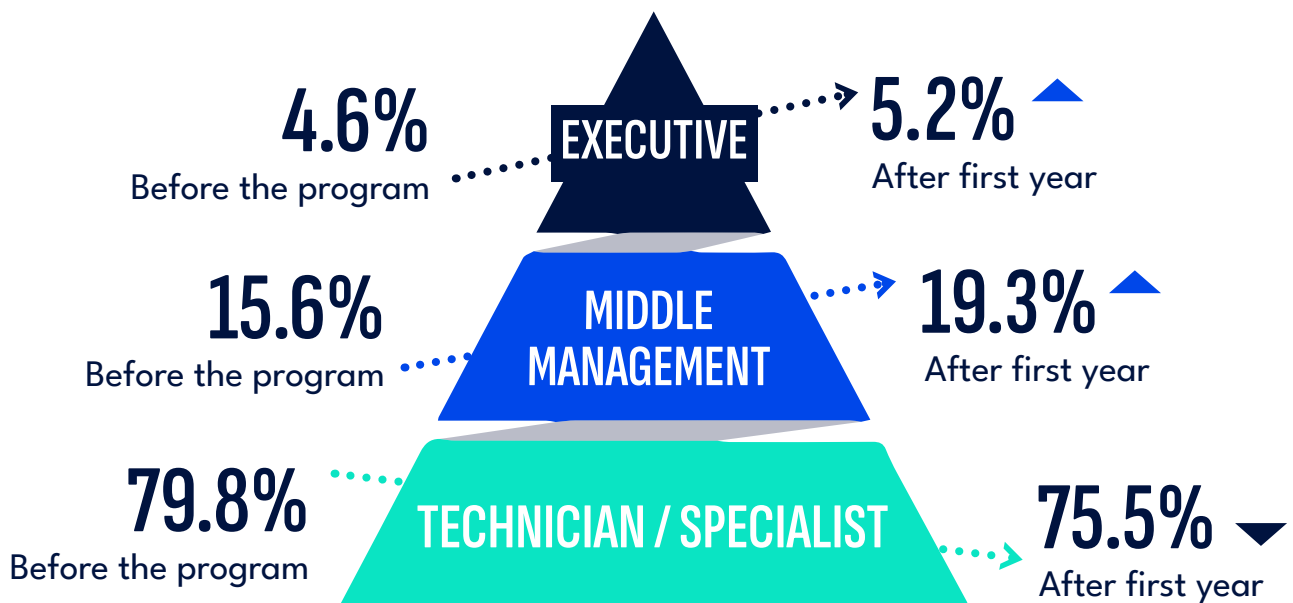 4.6%
Before the program
EXECUTIVE
5.2%
After first year
15.6%
Before the program
MIDDLE
MANAGEMENT
19.3%
After first year
79.8%
Before the program
TECHNICIAN / SPECIALIST
75.5%
After first year